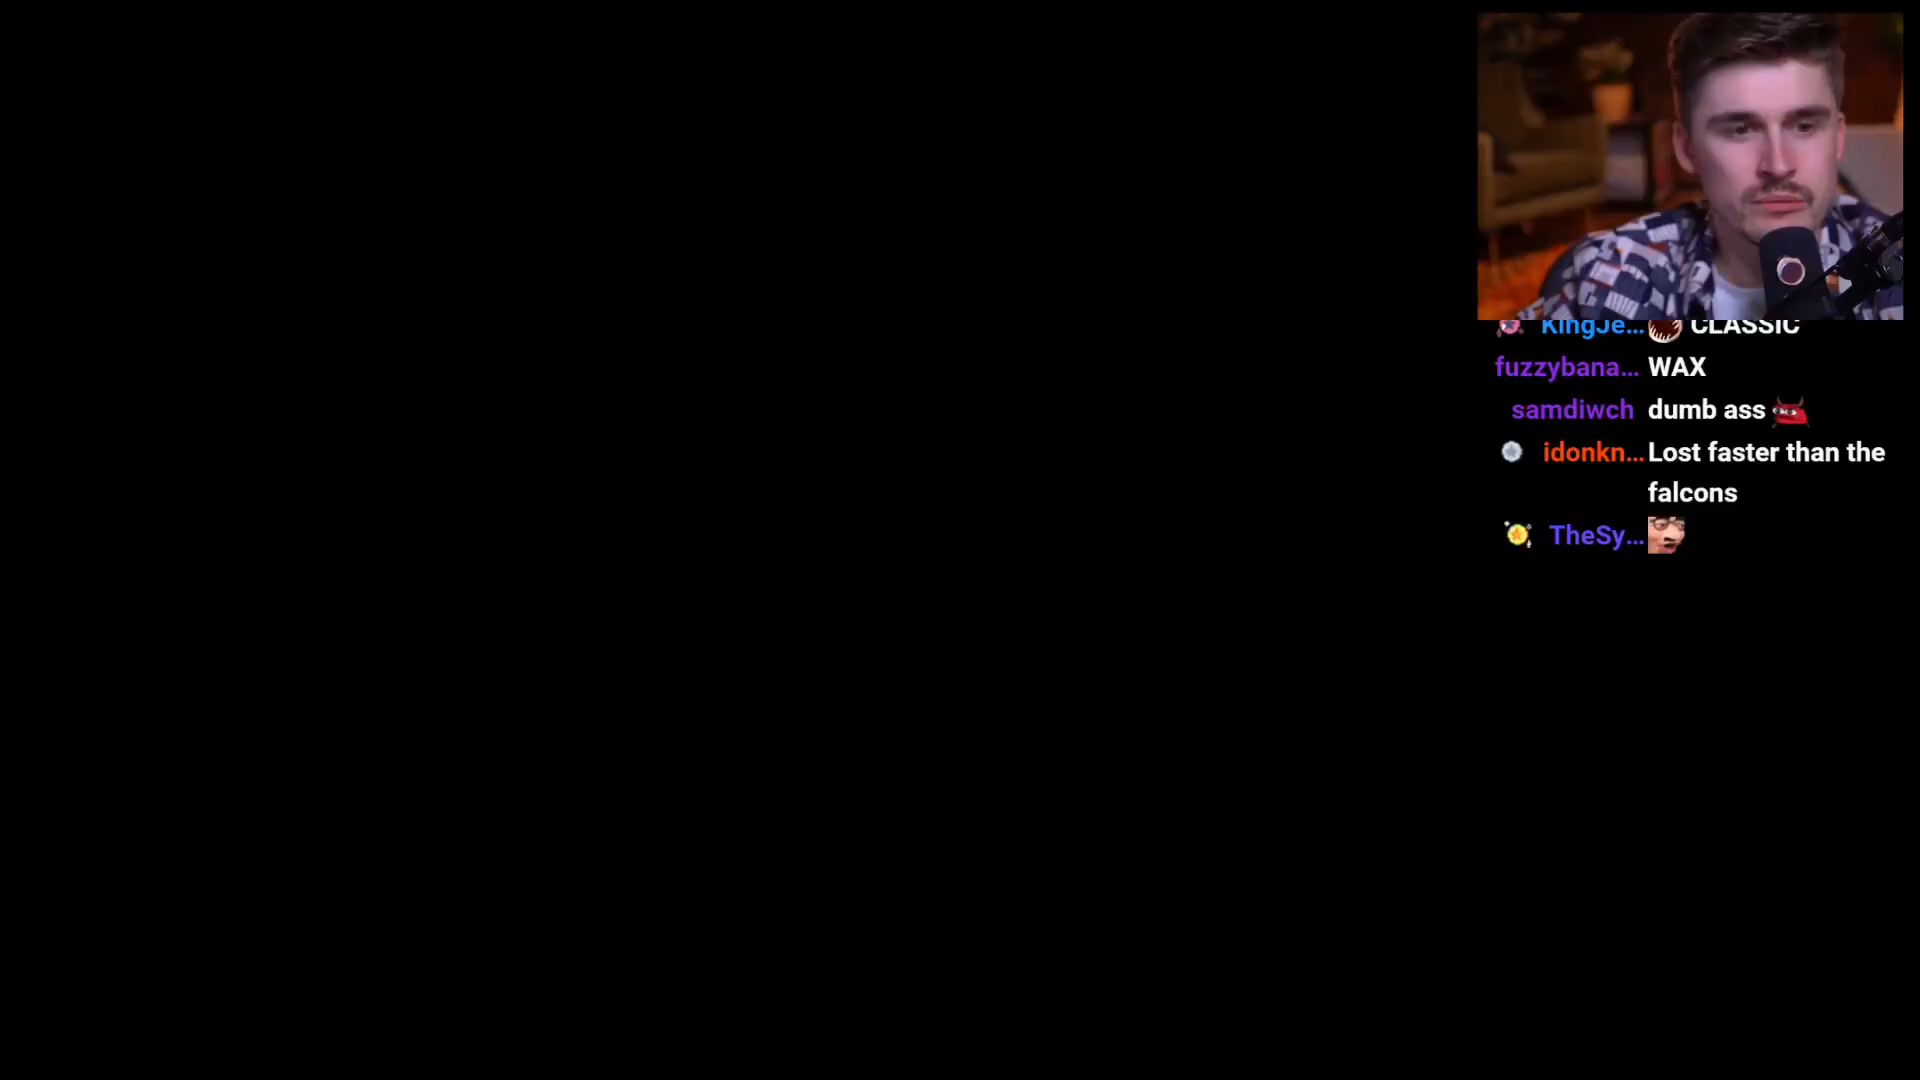 KingJe... CLASSIC
fuzzybana... WAX
samdiwch dumb ass
idonkn... Lost faster than the
falcons
TheSy...